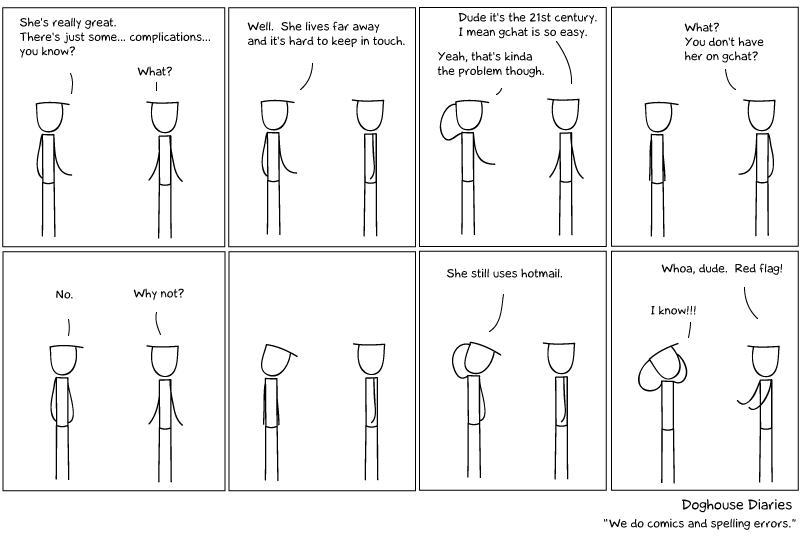 She's really great.
There's just some... complications...
you know?
What?
Well.  She lives far away
and it's hard to keep in touch.
Dude it's the 21st century.
I mean gchat is so easy.
Yeah, that's kinda
the problem though.
What?
You don't have
her on gchat?
No.
Why not?
She still uses hotmail.
Whoa, dude.  Red flag!
I know!!!
Doghouse Diaries
"We do comics and spelling errors."